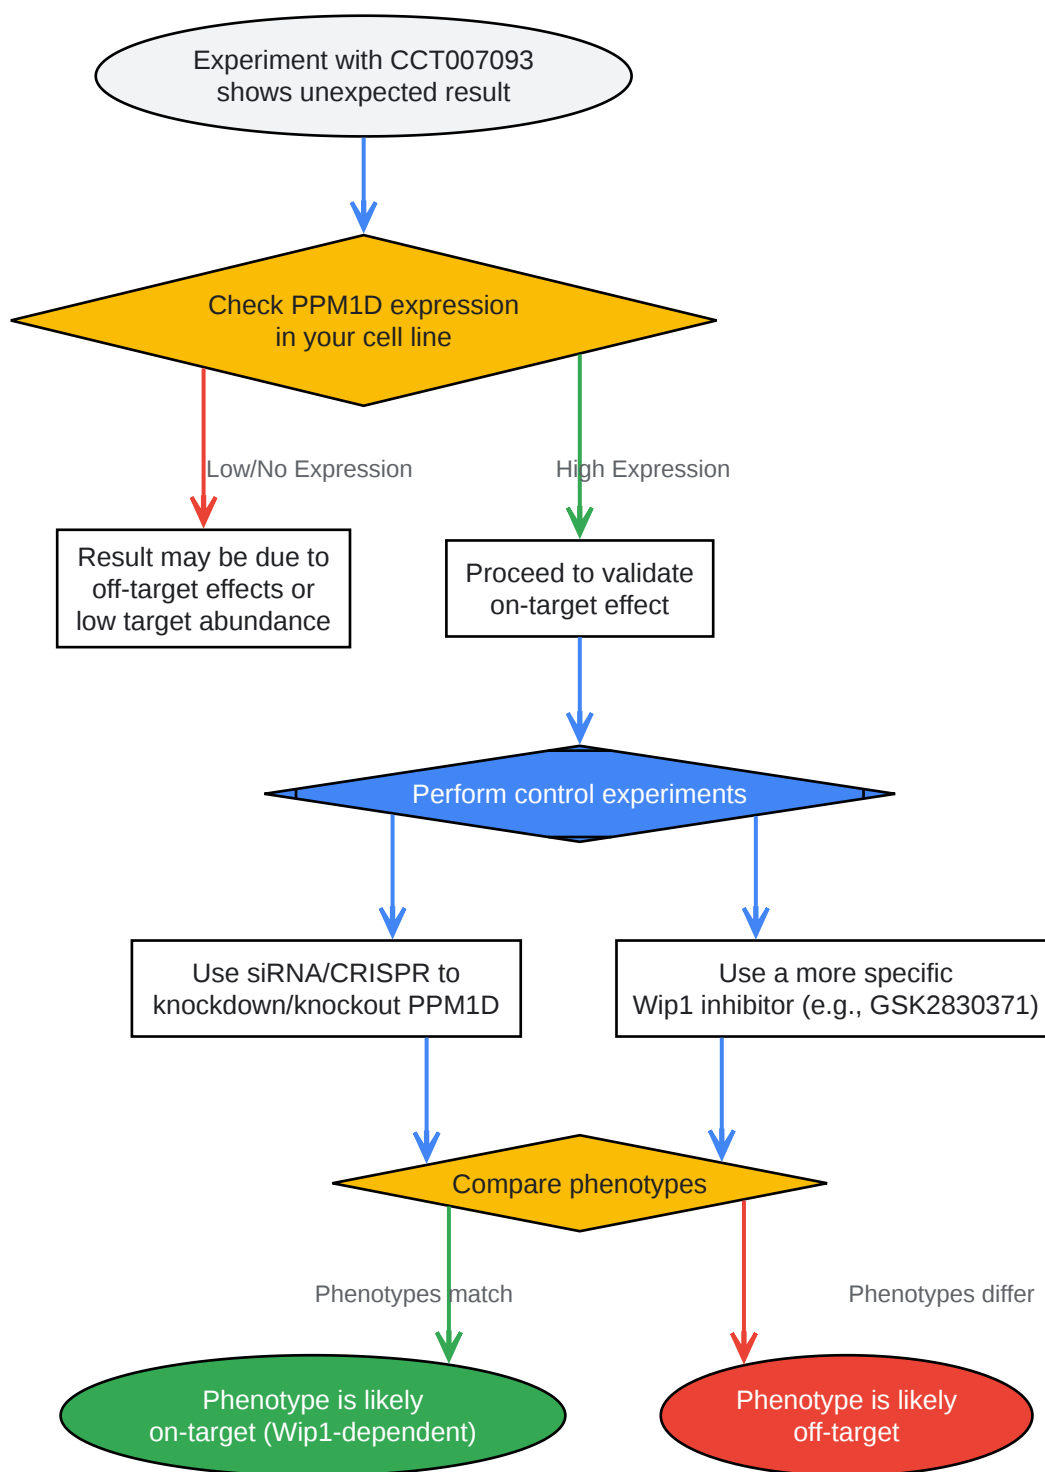 Experiment with CCT007093
shows unexpected result
Check PPM1D expression
in your cell line
Low/No Expression
High Expression
Result may be due to
off-target effects or
low target abundance
Proceed to validate
on-target effect
Perform control experiments
Use siRNA/CRISPR to
knockdown/knockout PPM1D
Use a more specific
Wip1 inhibitor (e.g., GSK2830371)
Compare phenotypes
Phenotypes match
Phenotypes differ
Phenotype is likely
on-target (Wip1-dependent)
Phenotype is likely
off-target